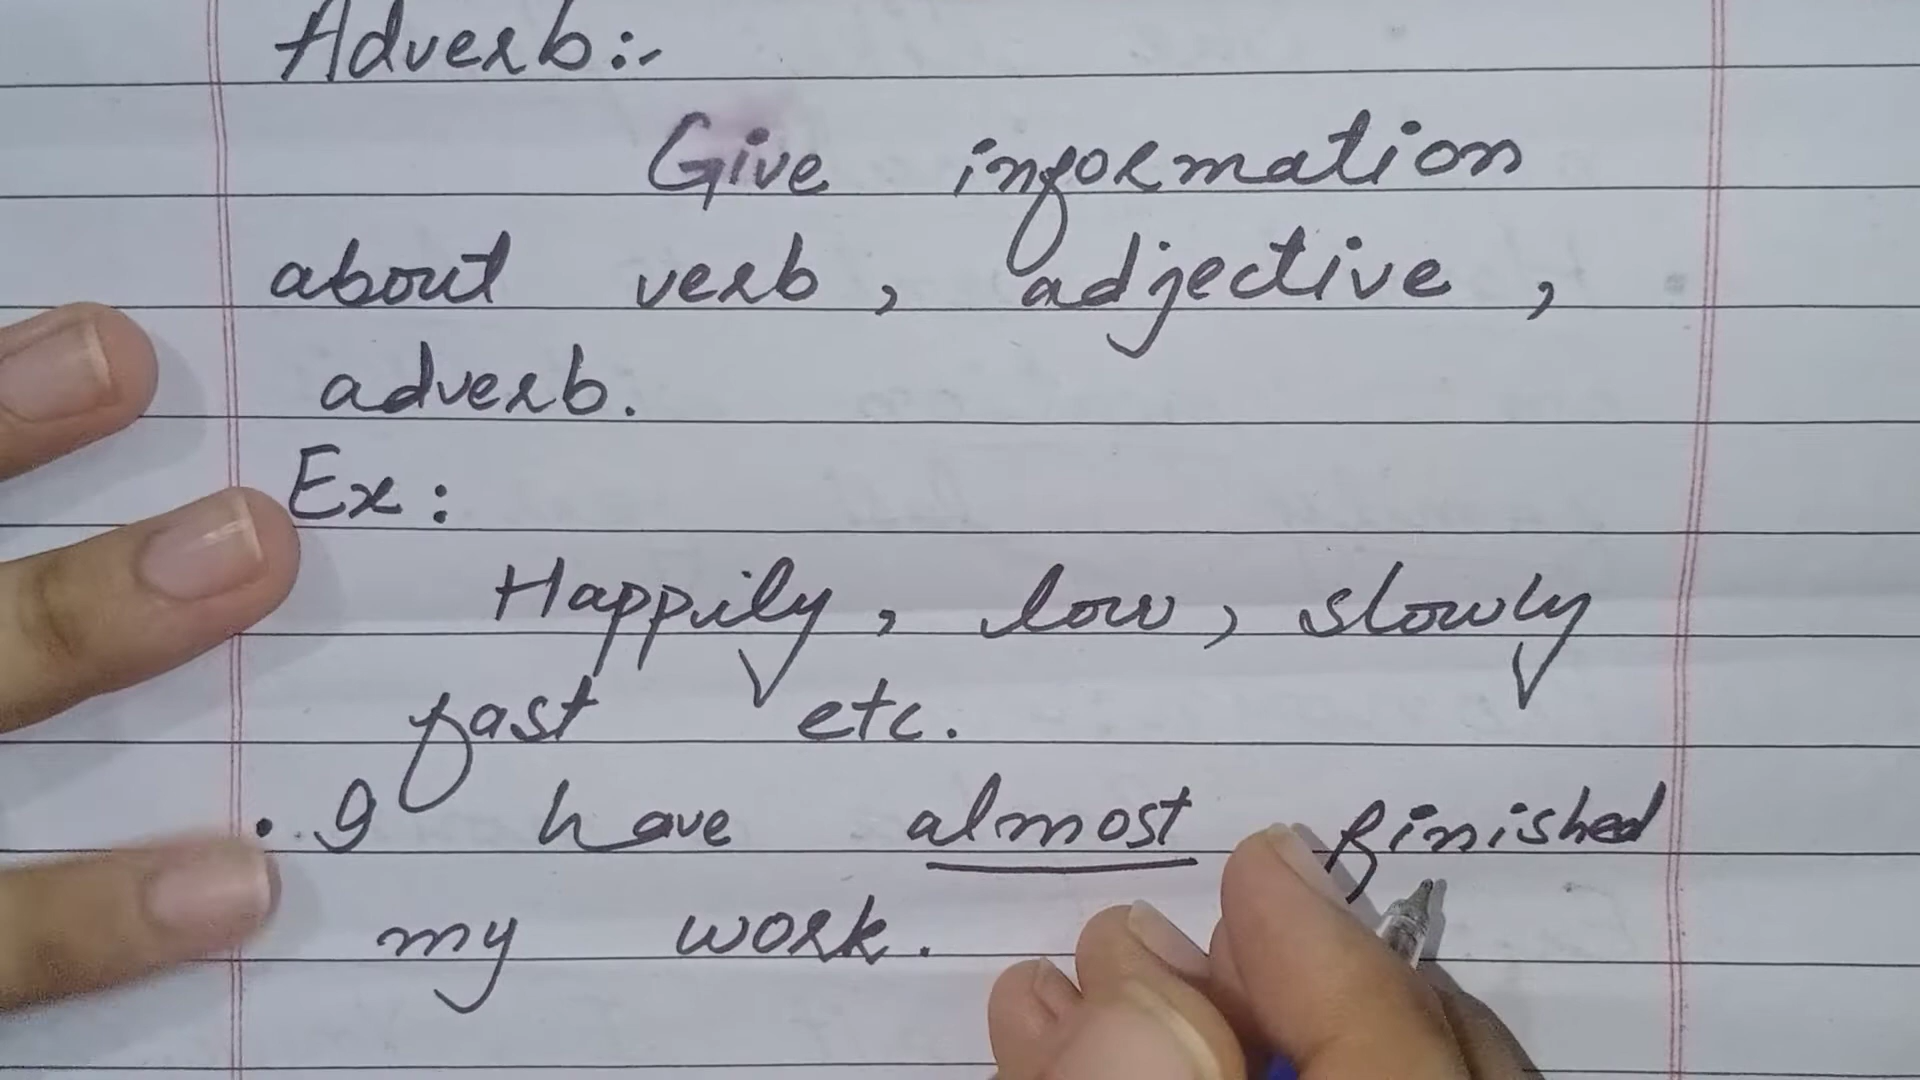 Adverb:-
Give information
about verb, adjective,
adverb.
Ex:
Happily, low, slowly
fast etc.
. I have almost finished
my work.